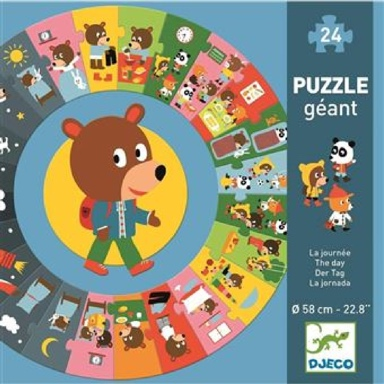 24
PUZZLE
géant
La journée
The day
Der Tag
La jornada
Ø 58 cm - 22.8''
DJECO